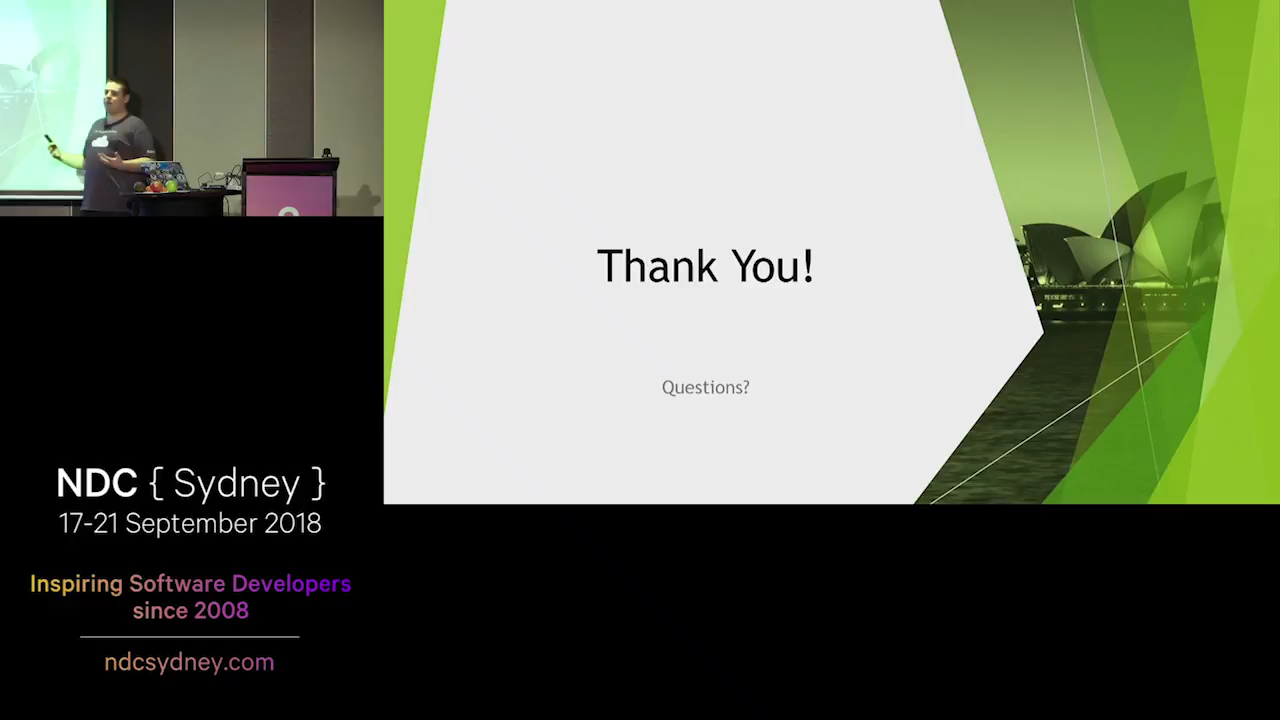 Thank You!
Questions?
NDC { Sydney }
17-21 September 2018
Inspiring Software Developers
since 2008
ndcsydney.com